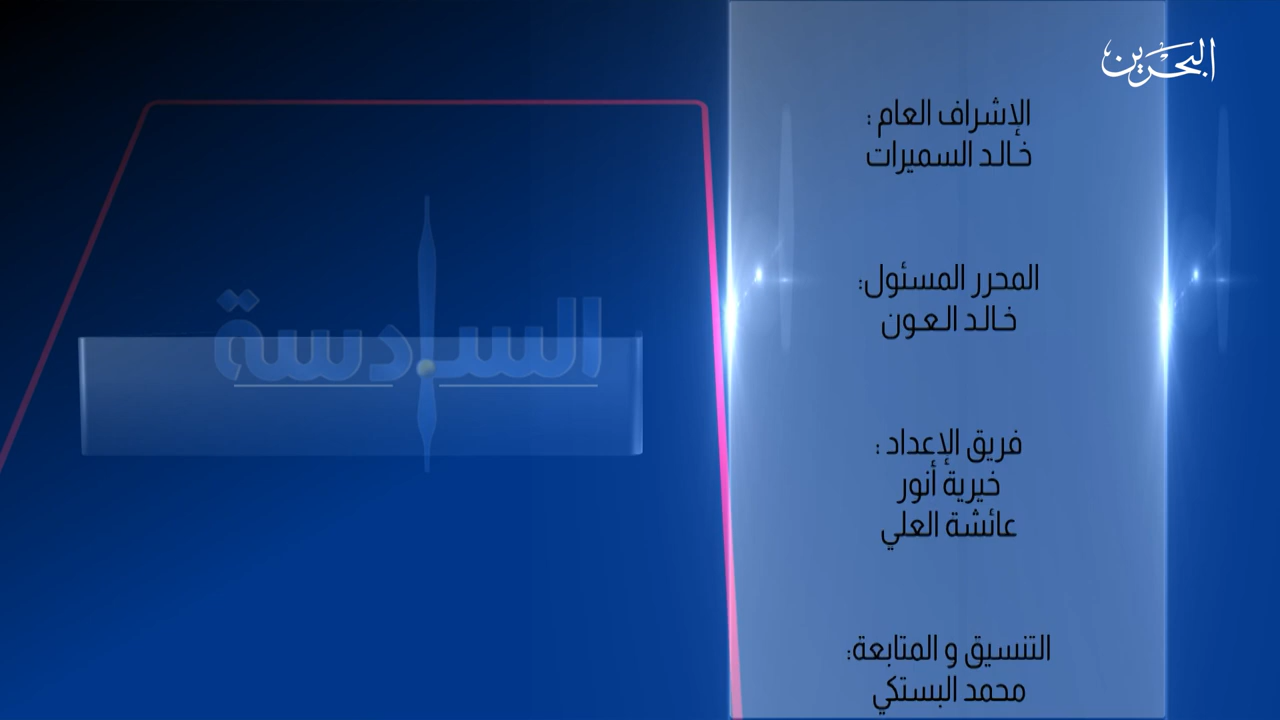 البحرين
الإشراف العام :
خالد السميرات
المحرر المسئول:
خالد العون
فريق الإعداد :
خيرية أنور
عائشة العلي
التنسيق و المتابعة:
محمد البستكي
السادسة